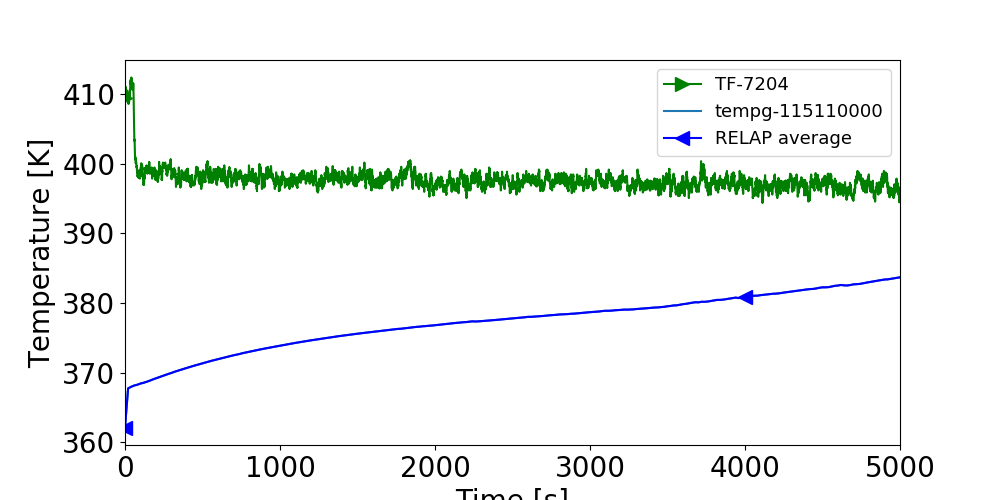 TF-7204
tempg-115110000
RELAP average
410
400
390
380
370
360
Temperature [K]
0 1000 2000 3000 4000 5000
Time [s]